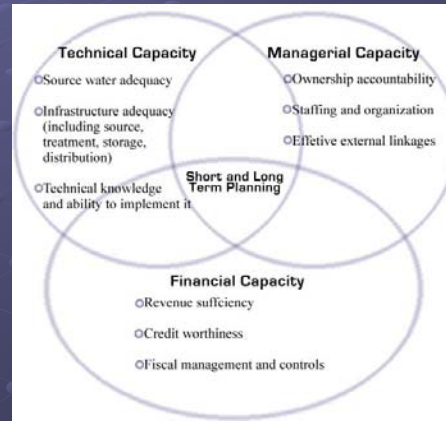 Technical Capacity
Source water adequacy
Infrastructure adequacy
(including source,
treatment, storage,
distribution)
Technical knowledge
and ability to implement it
Managerial Capacity
Ownership accountability
Staffing and organization
Effetive external linkages
Short and Long
Term Planning
Financial Capacity
Revenue suffciency
Credit worthiness
Fiscal management and controls